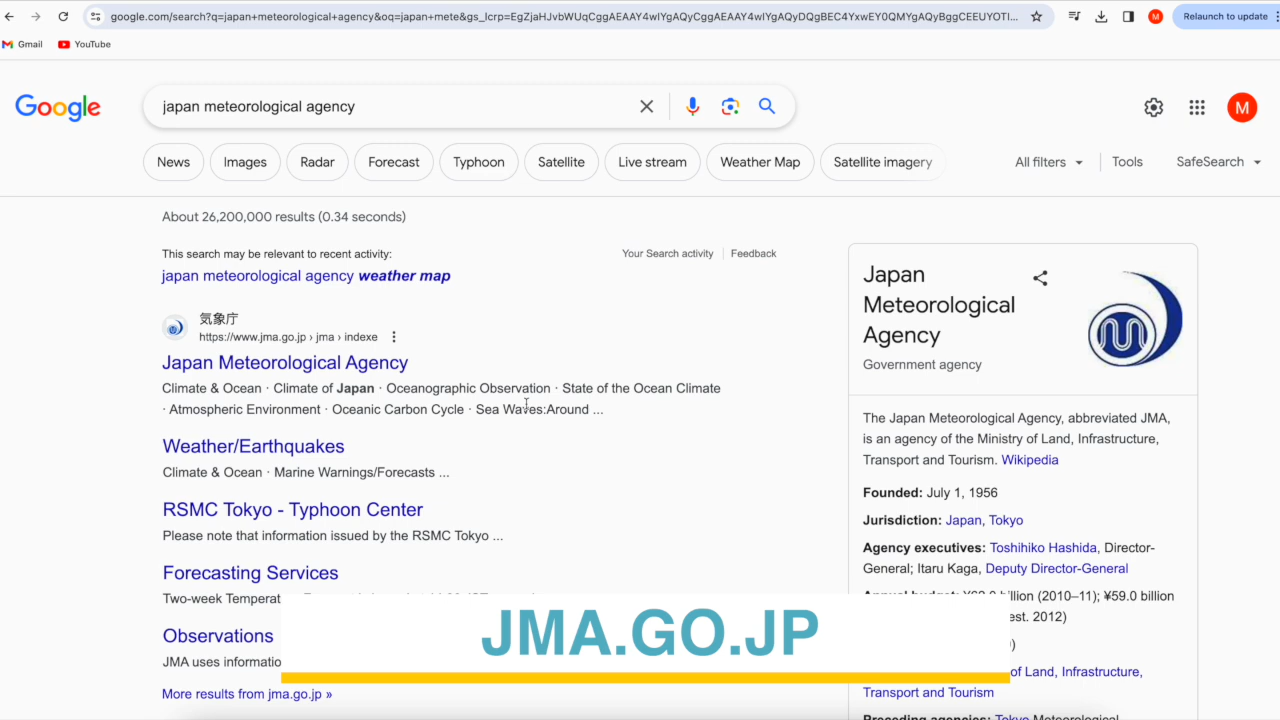 google.com/search?q=japan+meteorological+agency&oq=japan+mete&gs_lcrp=EgZjaHJvbWUqCggAEAAY4wIYgAQyCggAEAAY4wIYgAQyDQgBEC4YxwEY0QMYgAQyBggCEEUYOTI...
M
Relaunch to update
Gmail
YouTube
Google
japan meteorological agency
M
News
Images
Radar
Forecast
Typhoon
Satellite
Live stream
Weather Map
Satellite imagery
All filters
Tools
SafeSearch
About 26,200,000 results (0.34 seconds)
This search may be relevant to recent activity:
Your Search activity
Feedback
japan meteorological agency weather map
気象庁
https://www.jma.go.jp › jma › indexe
Japan Meteorological Agency
Climate & Ocean · Climate of Japan · Oceanographic Observation · State of the Ocean Climate
· Atmospheric Environment · Oceanic Carbon Cycle · Sea Waves:Around ...
Weather/Earthquakes
Climate & Ocean · Marine Warnings/Forecasts ...
RSMC Tokyo - Typhoon Center
Please note that information issued by the RSMC Tokyo ...
Forecasting Services
Two-week
Observations
JMA uses
More results from jma.go.jp »
Japan
Meteorological
Agency
Government agency
The Japan Meteorological Agency, abbreviated JMA,
is an agency of the Ministry of Land, Infrastructure,
Transport and Tourism. Wikipedia
Founded: July 1, 1956
Jurisdiction: Japan, Tokyo
Agency executives: Toshihiko Hashida, Director-
General; Itaru Kaga, Deputy Director-General
(2010–11); ¥59.0 billion
est. 2012)
of Land, Infrastructure,
Transport and Tourism
Preceding agencies: Tokyo Meteorological
JMA.GO.JP